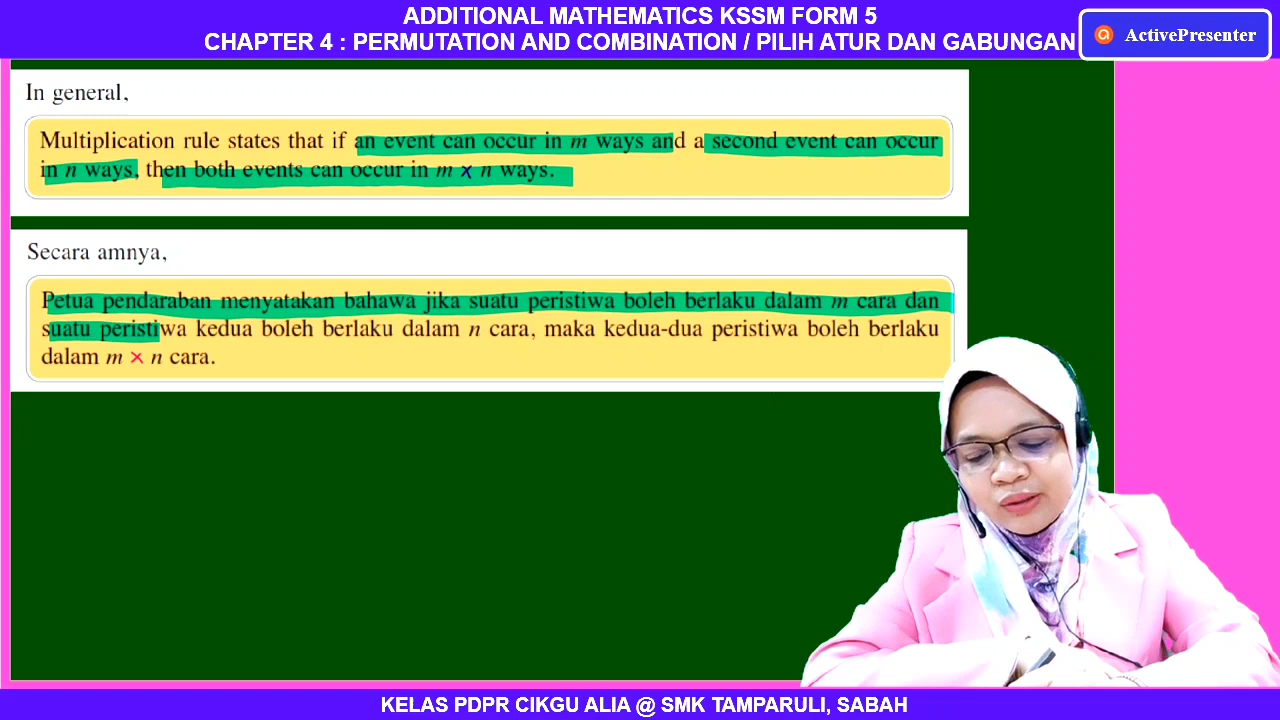 ADDITIONAL MATHEMATICS KSSM FORM 5
CHAPTER 4 : PERMUTATION AND COMBINATION / PILIH ATUR DAN GABUNGAN
ActivePresenter
In general,
Multiplication rule states that if an event can occur in m ways and a second event can occur
in n ways, then both events can occur in m × n ways.
Secara amnya,
Petua pendaraban menyatakan bahawa jika suatu peristiwa boleh berlaku dalam m cara dan
suatu peristiwa kedua boleh berlaku dalam n cara, maka kedua-dua peristiwa boleh berlaku
dalam m × n cara.
KELAS PDPR CIKGU ALIA @ SMK TAMPARULI, SABAH